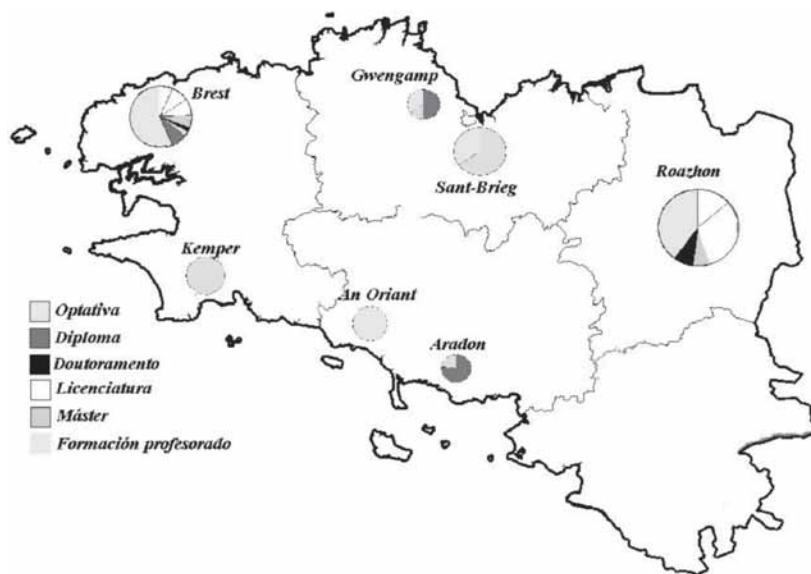 Gwengamp
Brest
Sant-Brieg
Roazhon
Kemper
An Oriant
Aradon
Optativa
Diploma
Doutoramento
Licenciatura
Máster
Formación profesorado